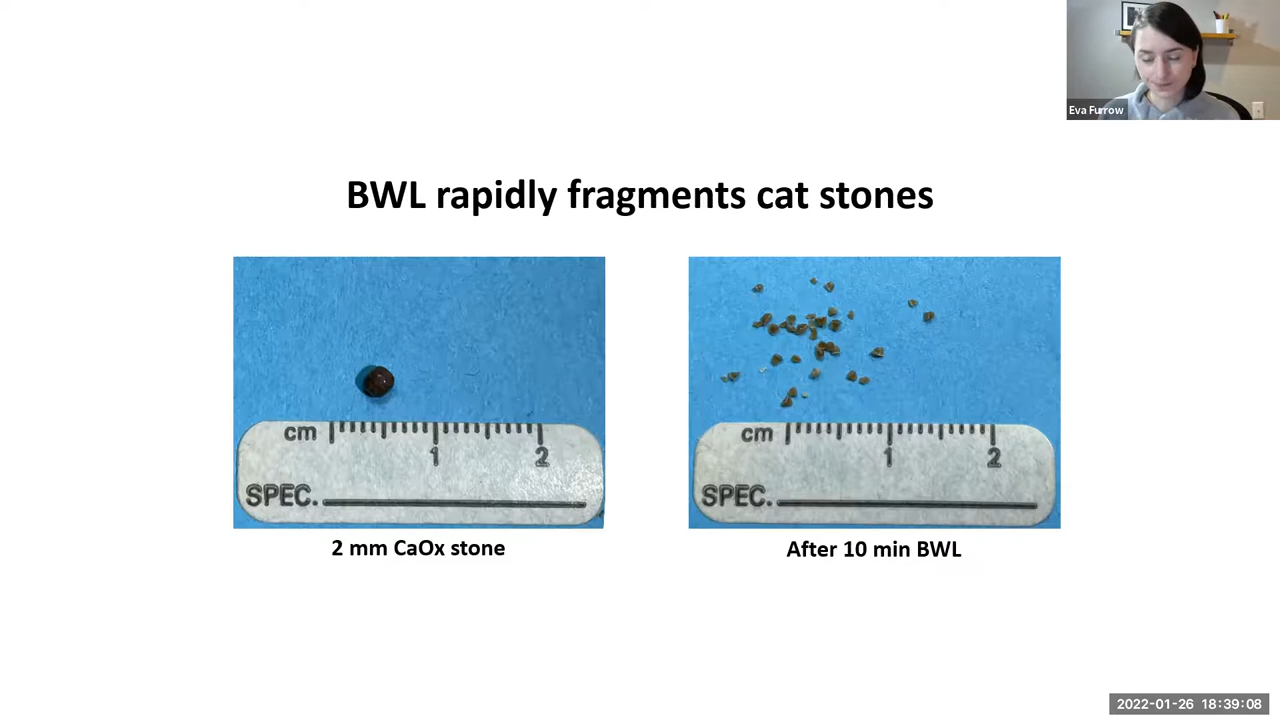 Eva Furrow
BWL rapidly fragments cat stones
cm
1
2
SPEC.
cm
1
2
SPEC.
2 mm CaOx stone
After 10 min BWL
2022-01-26 18:39:08